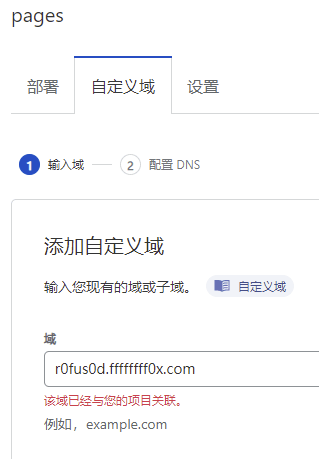 pages
部署 自定义域 设置
1 输入域 2 配置 DNS
添加自定义域
输入您现有的域或子域。 自定义域
域
r0fus0d.ffffffff0x.com
该域已经与您的项目关联。
例如，example.com